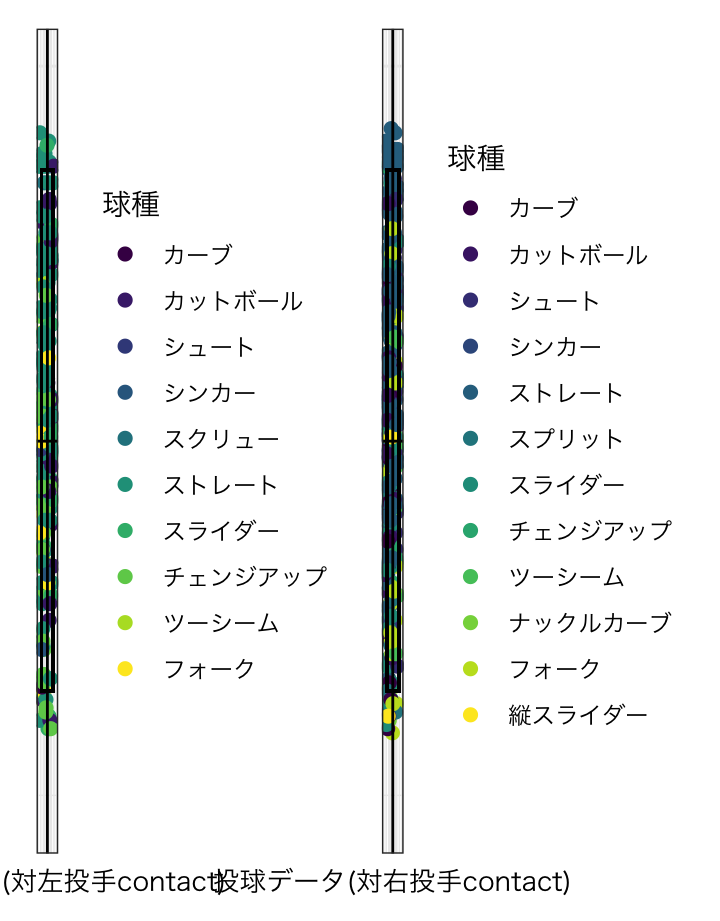 球種
カーブ
カットボール
シュート
シンカー
スクリュー
ストレート
スライダー
チェンジアップ
ツーシーム
フォーク
球種
カーブ
カットボール
シュート
シンカー
ストレート
スプリット
スライダー
チェンジアップ
ツーシーム
ナックルカーブ
フォーク
縦スライダー
(対左投手contact)
投球データ(対右投手contact)